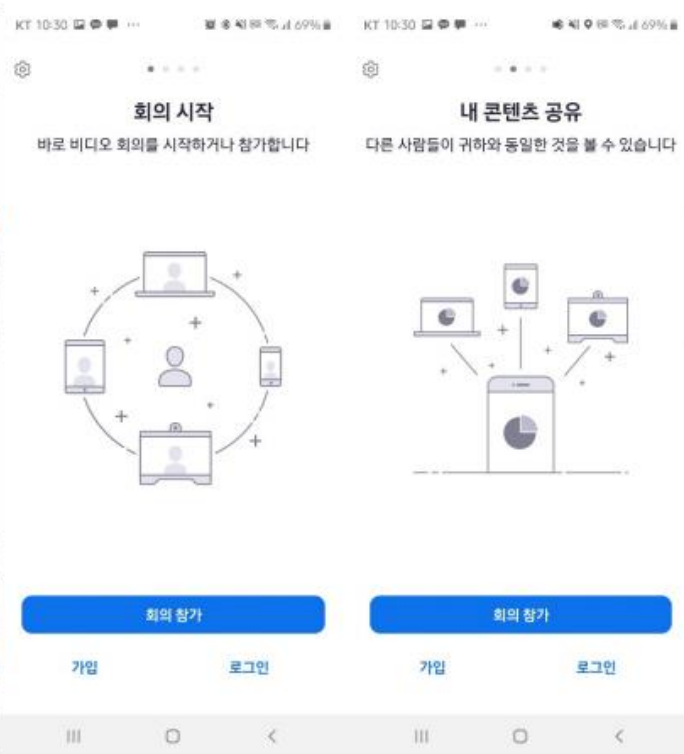 KT 10:30
69%
회의 시작
바로 비디오 회의를 시작하거나 참가합니다
회의 참가
가입 로그인
KT 10:30
69%
내 콘텐츠 공유
다른 사람들이 귀하와 동일한 것을 볼 수 있습니다
회의 참가
가입 로그인